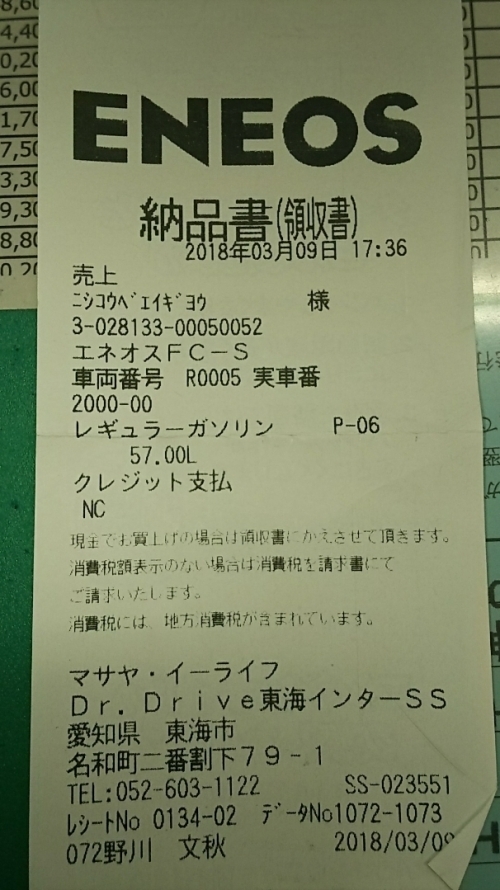 ENEOS
納品書(領収書)
2018年03月09日 17:36
売上
ﾆｼｺｳﾍﾞｴｲｷﾞﾖｳ 様
3-028133-00050052
エネオスFC-S
車両番号 R0005 実車番
2000-00
レギュラーガソリン P-06
57.00L
クレジット支払
NC
現金でお買上げの場合は領収書にかえさせて頂きます。
消費税額表示のない場合は消費税を請求書にて
ご請求いたします。
消費税には、地方消費税が含まれています。
マサヤ・イーライフ
Dr. Drive東海インターSS
愛知県 東海市
名和町二番割下79-1
TEL:052-603-1122 SS-023551
ﾚｼｰﾄNo 0134-02 ﾃﾞｰﾀNo1072-1073
072野川 文秋 2018/03/09